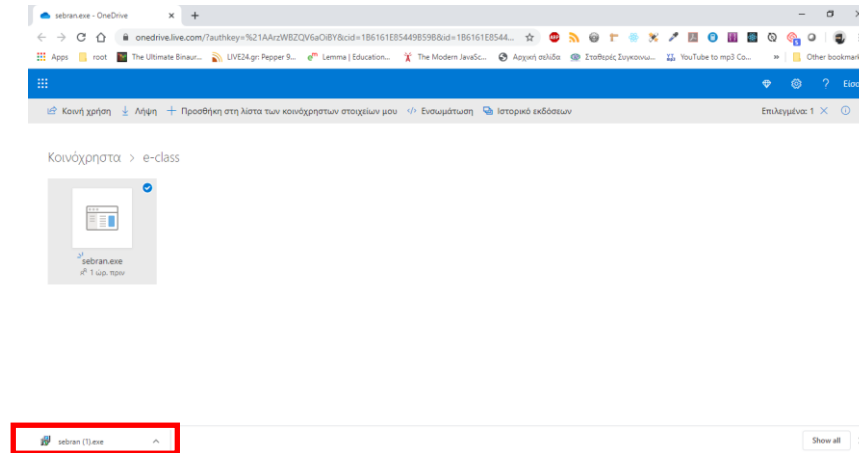 sebran.exe - OneDrive
onedrive.live.com/?authkey=%21AArzWBZQV6aOiBY&cid=1B6161E85449B59B&id=1B6161E8544...
Apps root The Ultimate Binaur... LIVE24.gr: Pepper 9... Lemma | Education... The Modern JavaSc... Αρχική σελίδα Σταθερές Συγκοινω... YouTube to mp3 Co... » Other bookmark
? Είσο
Κοινή χρήση Λήψη Προσθήκη στη λίστα των κοινόχρηστων στοιχείων μου Ενσωμάτωση Ιστορικό εκδόσεων Επιλεγμένα: 1
Κοινόχρηστα > e-class
sebran.exe
1 ώρ. πριν
sebran (1).exe Show all